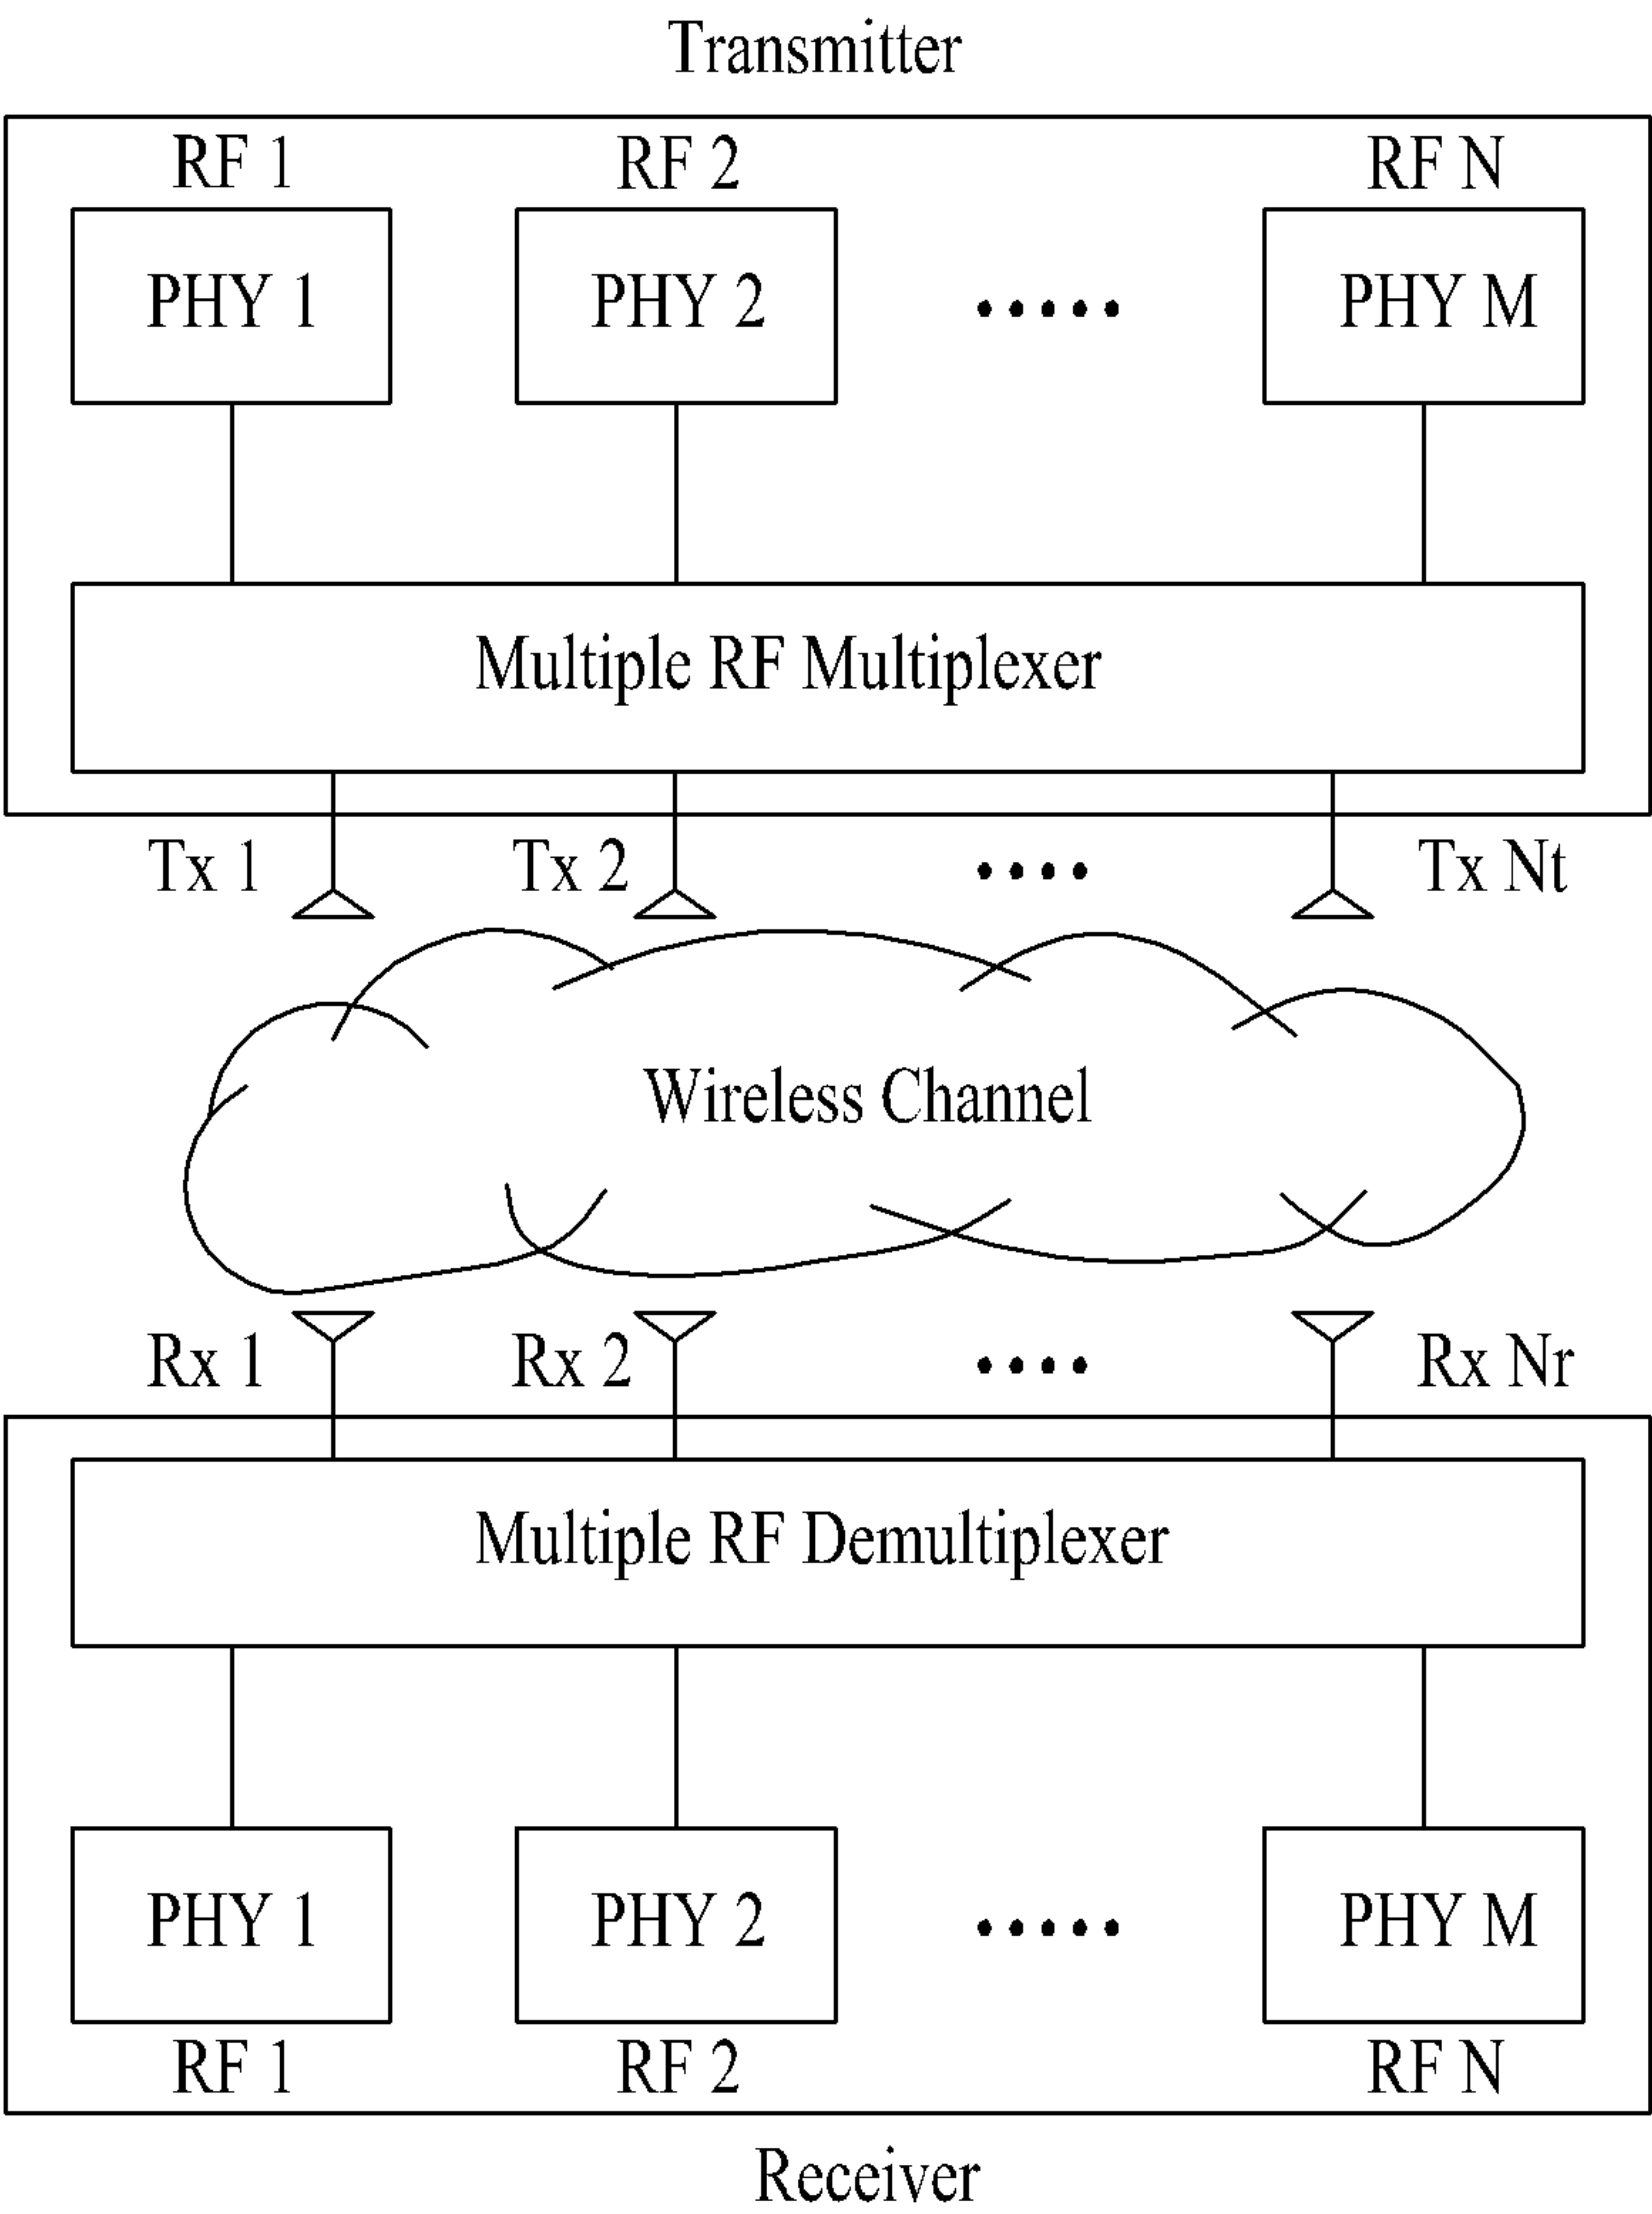 Transmitter
RF 1 RF 2 RF N
PHY 1 PHY 2 ..... PHY M
Multiple RF Multiplexer
Tx 1 Tx 2 .... Tx Nt
Wireless Channel
Rx 1 Rx 2 .... Rx Nr
Multiple RF Demultiplexer
PHY 1 PHY 2 ..... PHY M
RF 1 RF 2 RF N
Receiver